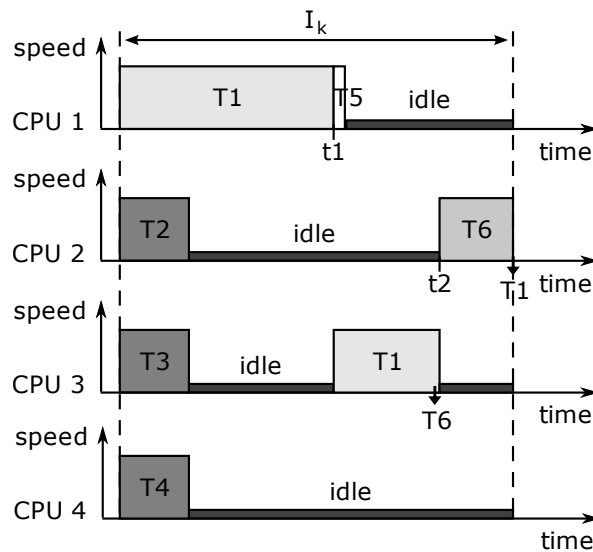 I_k
speed
T1
T5
idle
CPU 1
t1
time
speed
T2
idle
T6
CPU 2
t2
T1
time
speed
T3
idle
T1
CPU 3
T6
time
speed
T4
idle
CPU 4
time